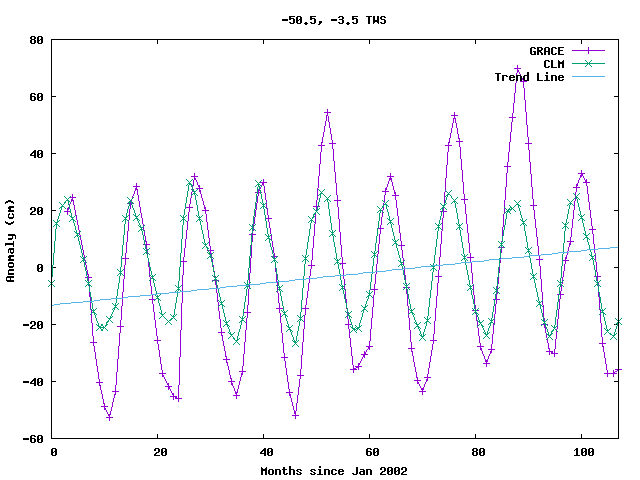 -50.5, -3.5 TWS
GRACE
CLM
Trend Line
80
60
40
20
0
-20
-40
-60
Anomaly (cm)
0 20 40 60 80 100
Months since Jan 2002